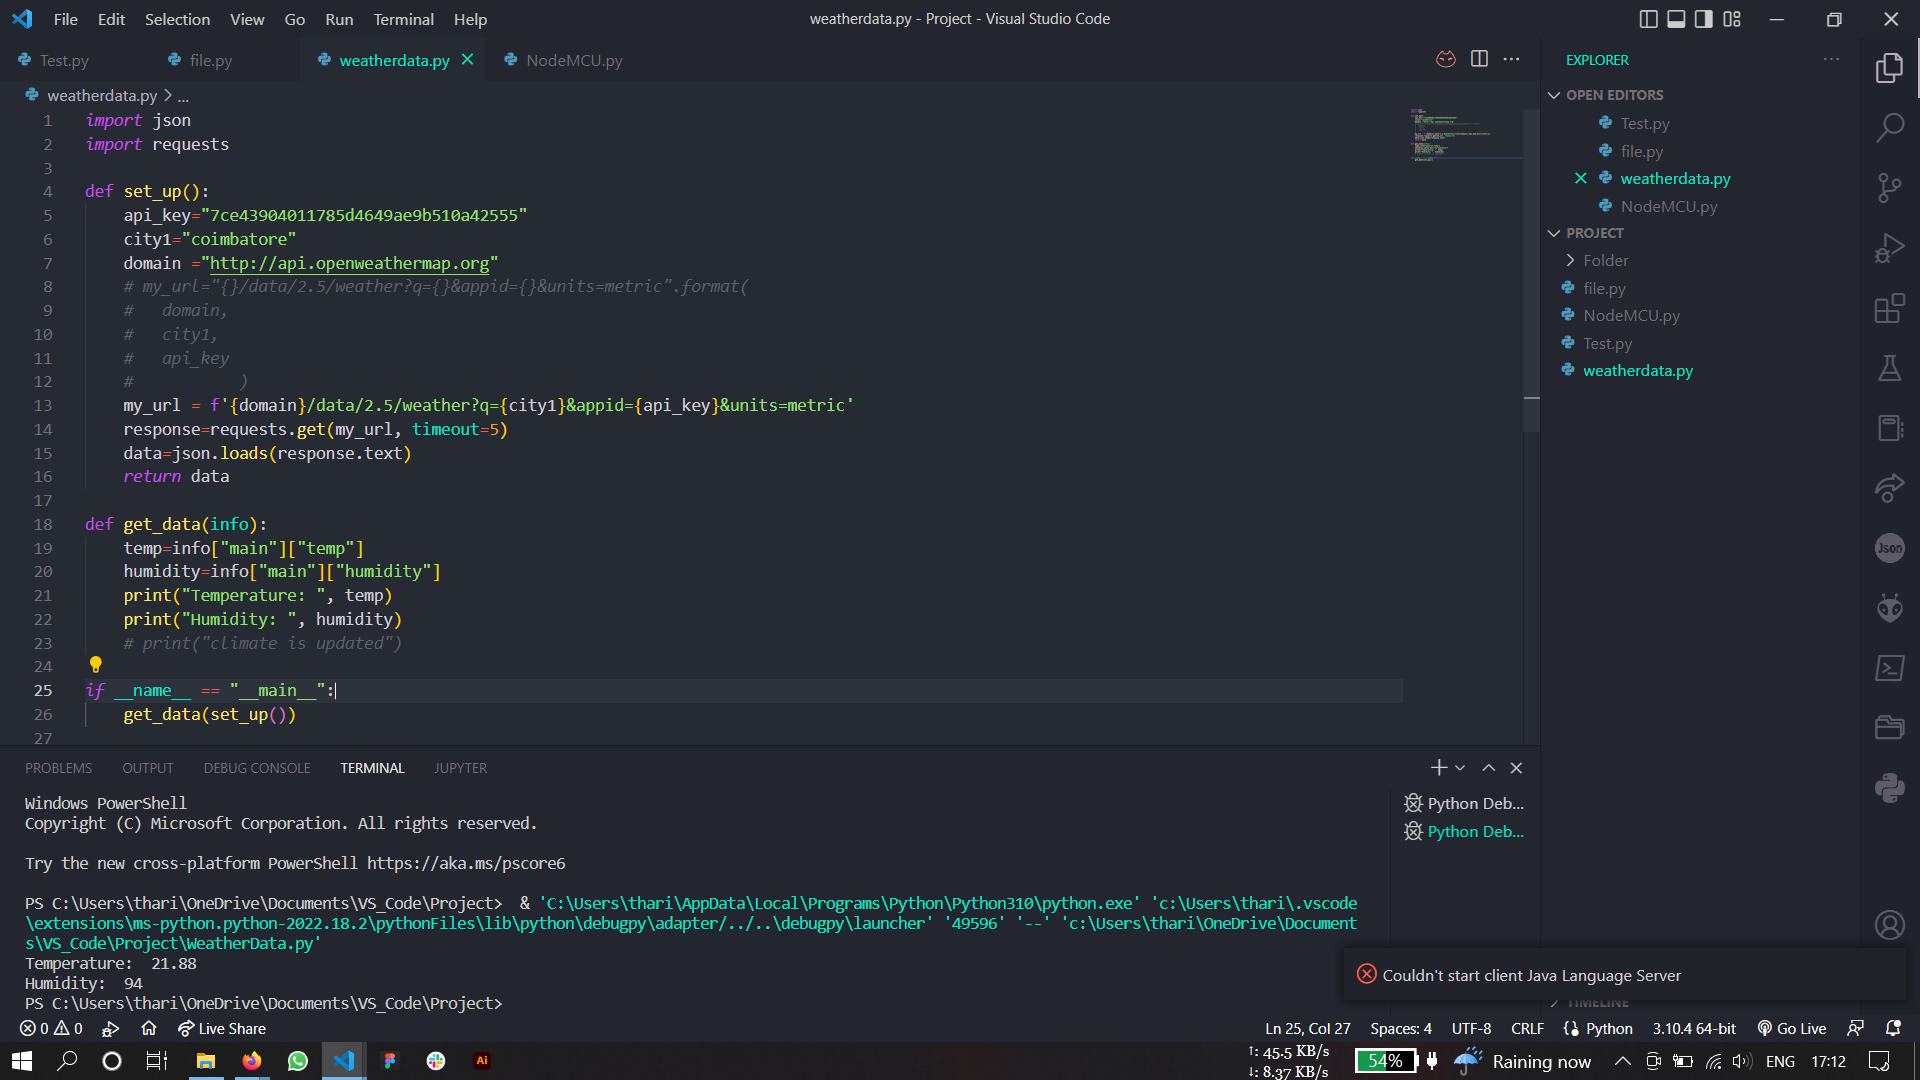 File Edit Selection View Go Run Terminal Help
weatherdata.py - Project - Visual Studio Code
Test.py file.py weatherdata.py NodeMCU.py
weatherdata.py > ...
1 import json
2 import requests
3
4 def set_up():
5 api_key="7ce43904011785d4649ae9b510a42555"
6 city1="coimbatore"
7 domain ="http://api.openweathermap.org"
8 # my_url="{}/data/2.5/weather?q={}&appid={}&units=metric".format(
9 # domain,
10 # city1,
11 # api_key
12 # )
13 my_url = f'{domain}/data/2.5/weather?q={city1}&appid={api_key}&units=metric'
14 response=requests.get(my_url, timeout=5)
15 data=json.loads(response.text)
16 return data
17
18 def get_data(info):
19 temp=info["main"]["temp"]
20 humidity=info["main"]["humidity"]
21 print("Temperature: ", temp)
22 print("Humidity: ", humidity)
23 # print("climate is updated")
24
25 if __name__ == "__main__":
26 get_data(set_up())
27
EXPLORER
OPEN EDITORS
Test.py
file.py
weatherdata.py
NodeMCU.py
PROJECT
Folder
file.py
NodeMCU.py
Test.py
weatherdata.py
TIMELINE
Json
PROBLEMS OUTPUT DEBUG CONSOLE TERMINAL JUPYTER
Python Deb...
Python Deb...
Windows PowerShell
Copyright (C) Microsoft Corporation. All rights reserved.
Try the new cross-platform PowerShell https://aka.ms/pscore6
PS C:\Users\thari\OneDrive\Documents\VS_Code\Project>  & 'C:\Users\thari\AppData\Local\Programs\Python\Python310\python.exe' 'c:\Users\thari\.vscode
\extensions\ms-python.python-2022.18.2\pythonFiles\lib\python\debugpy\adapter/../..\debugpy\launcher' '49596' '--' 'c:\Users\thari\OneDrive\Document
s\VS_Code\Project\WeatherData.py'
Temperature:  21.88
Humidity:  94
PS C:\Users\thari\OneDrive\Documents\VS_Code\Project>
Couldn't start client Java Language Server
0 0 Live Share
Ln 25, Col 27 Spaces: 4 UTF-8 CRLF Python 3.10.4 64-bit Go Live
Ai
↑: 45.5 KB/s
↓: 8.37 KB/s
54% Raining now ENG 17:12